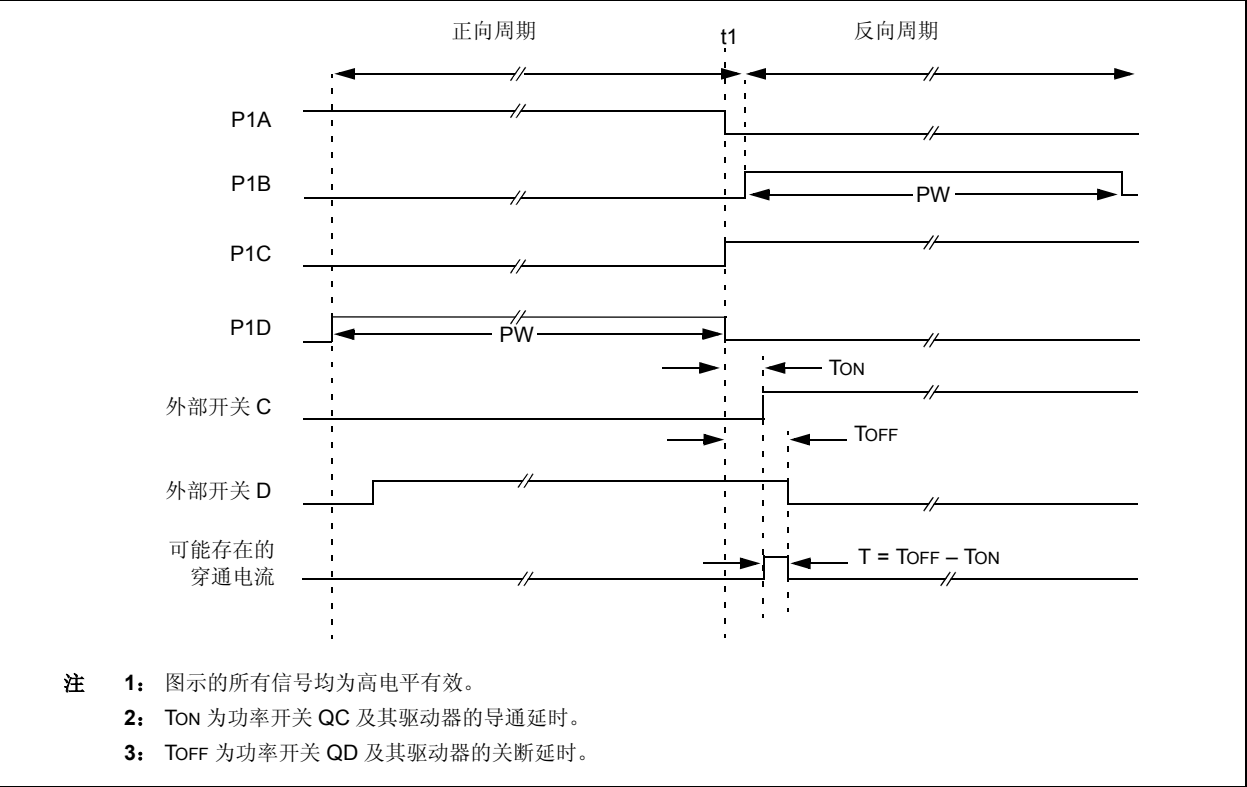 正向周期
t1
反向周期
P1A
P1B
PW
P1C
P1D
PW
TON
外部开关 C
TOFF
外部开关 D
可能存在的
穿通电流
T = TOFF – TON
注 1： 图示的所有信号均为高电平有效。
2： TON 为功率开关 QC 及其驱动器的导通延时。
3： TOFF 为功率开关 QD 及其驱动器的关断延时。